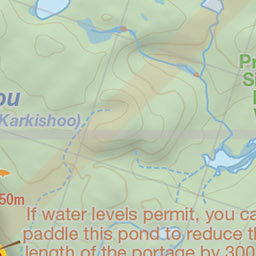 Pr
S
ou
Karkishoo)
50m
If water levels permit, you ca
paddle this pond to reduce th
length of the portage by 300